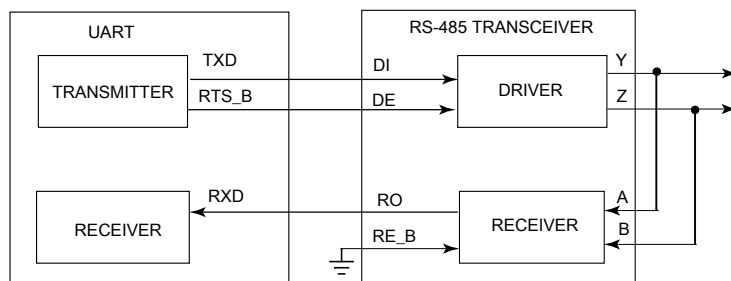 UART
RS-485 TRANSCEIVER
TXD
DI
Y
TRANSMITTER
DRIVER
RTS_B
DE
Z
RXD
RO
A
RECEIVER
RECEIVER
RE_B
B